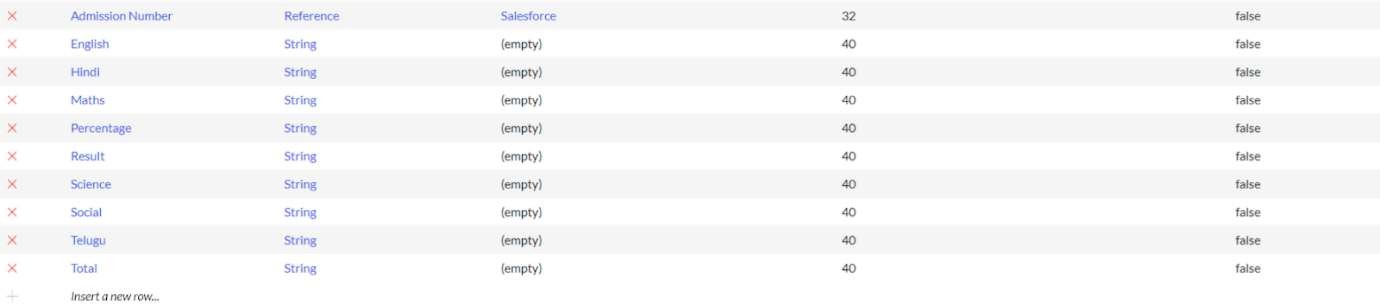 Admission Number Reference Salesforce 32 false
English String (empty) 40 false
Hindi String (empty) 40 false
Maths String (empty) 40 false
Percentage String (empty) 40 false
Result String (empty) 40 false
Science String (empty) 40 false
Social String (empty) 40 false
Telugu String (empty) 40 false
Total String (empty) 40 false
Insert a new row...